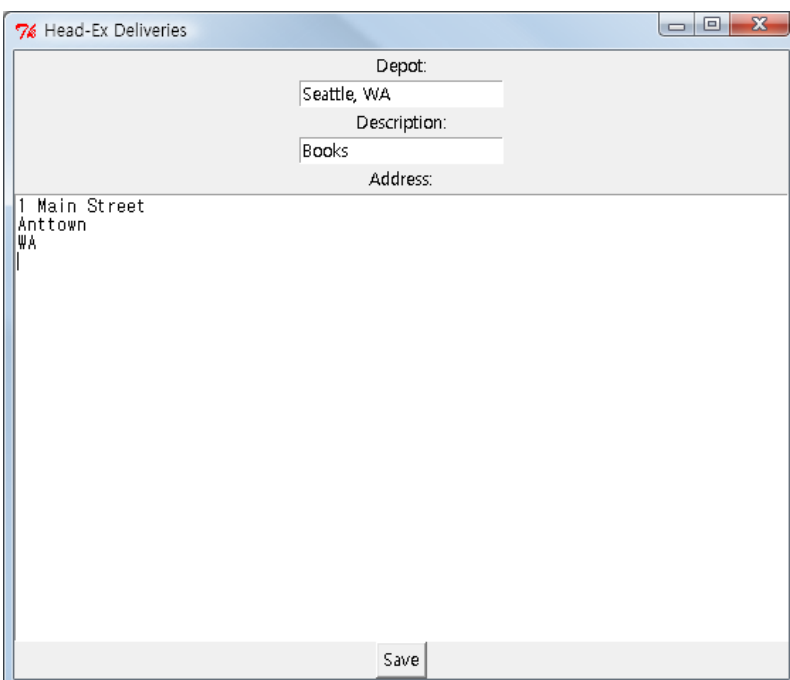 Head-Ex Deliveries
Depot:
Seattle, WA
Description:
Books
Address:
1 Main Street
Anttown
WA
Save